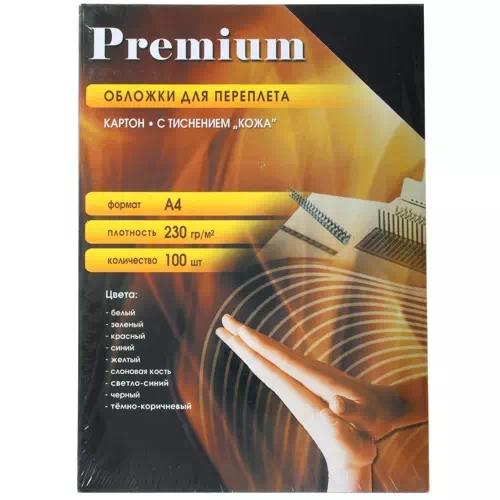 Premium
ОБЛОЖКИ ДЛЯ ПЕРЕПЛЕТА
КАРТОН • С ТИСНЕНИЕМ „КОЖА”
формат А4
плотность 230 гр/м²
количество 100 шт
Цвета:
- белый
- зеленый
- красный
- синий
- желтый
- слоновая кость
- светло-синий
- черный
- тёмно-коричневый